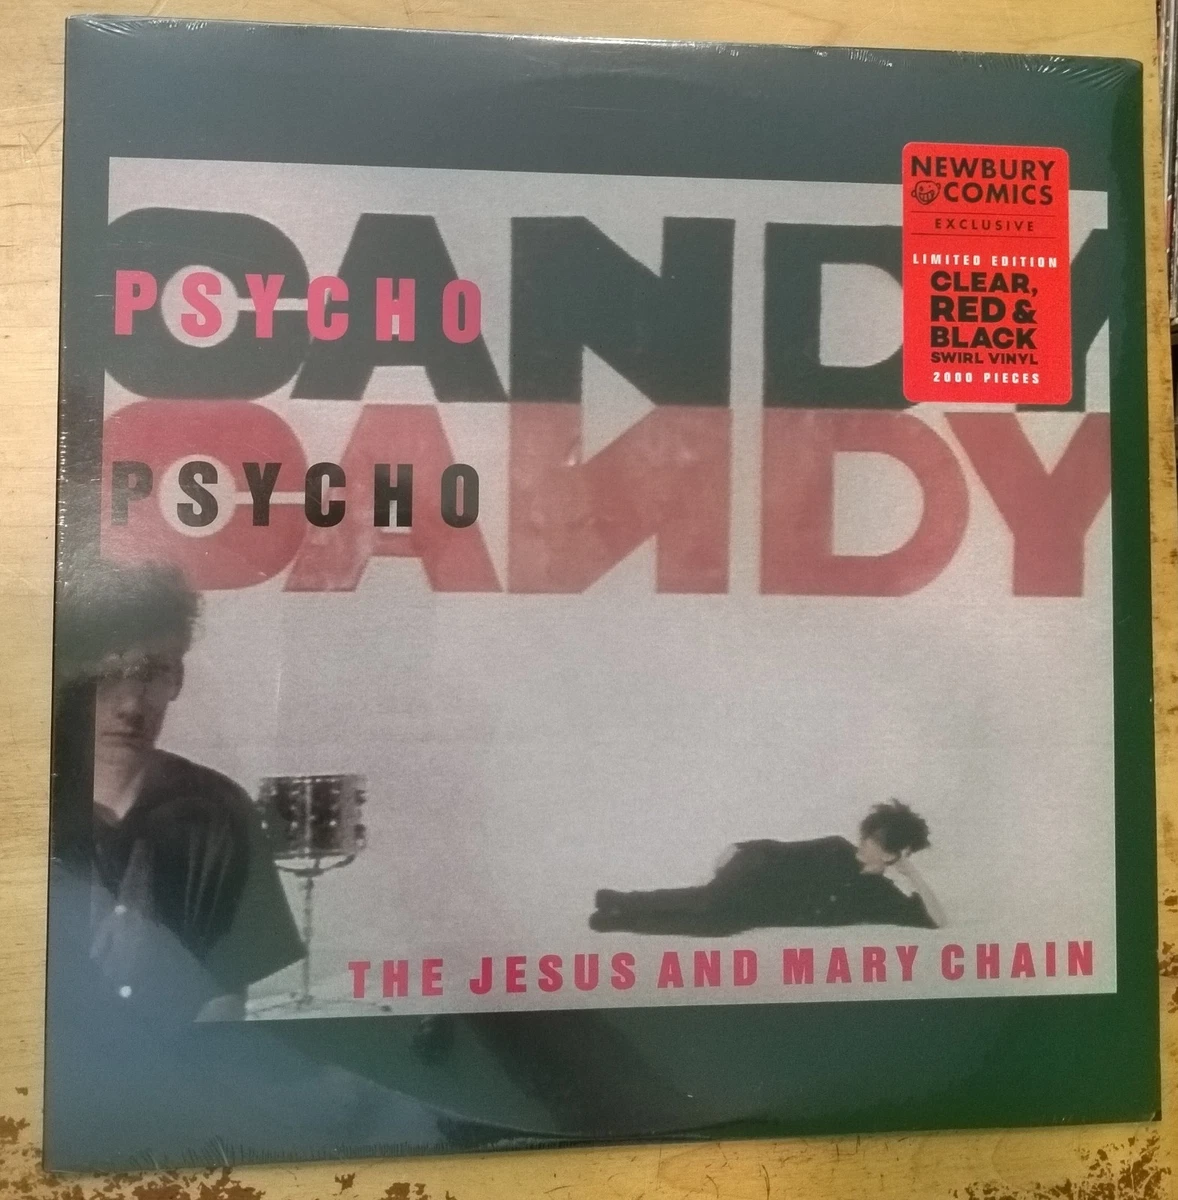 CANDY
PSYCHO
CANDY
PSYCHO
THE JESUS AND MARY CHAIN
NEWBURY
COMICS
EXCLUSIVE
LIMITED EDITION
CLEAR,
RED &
BLACK
SWIRL VINYL
2000 PIECES